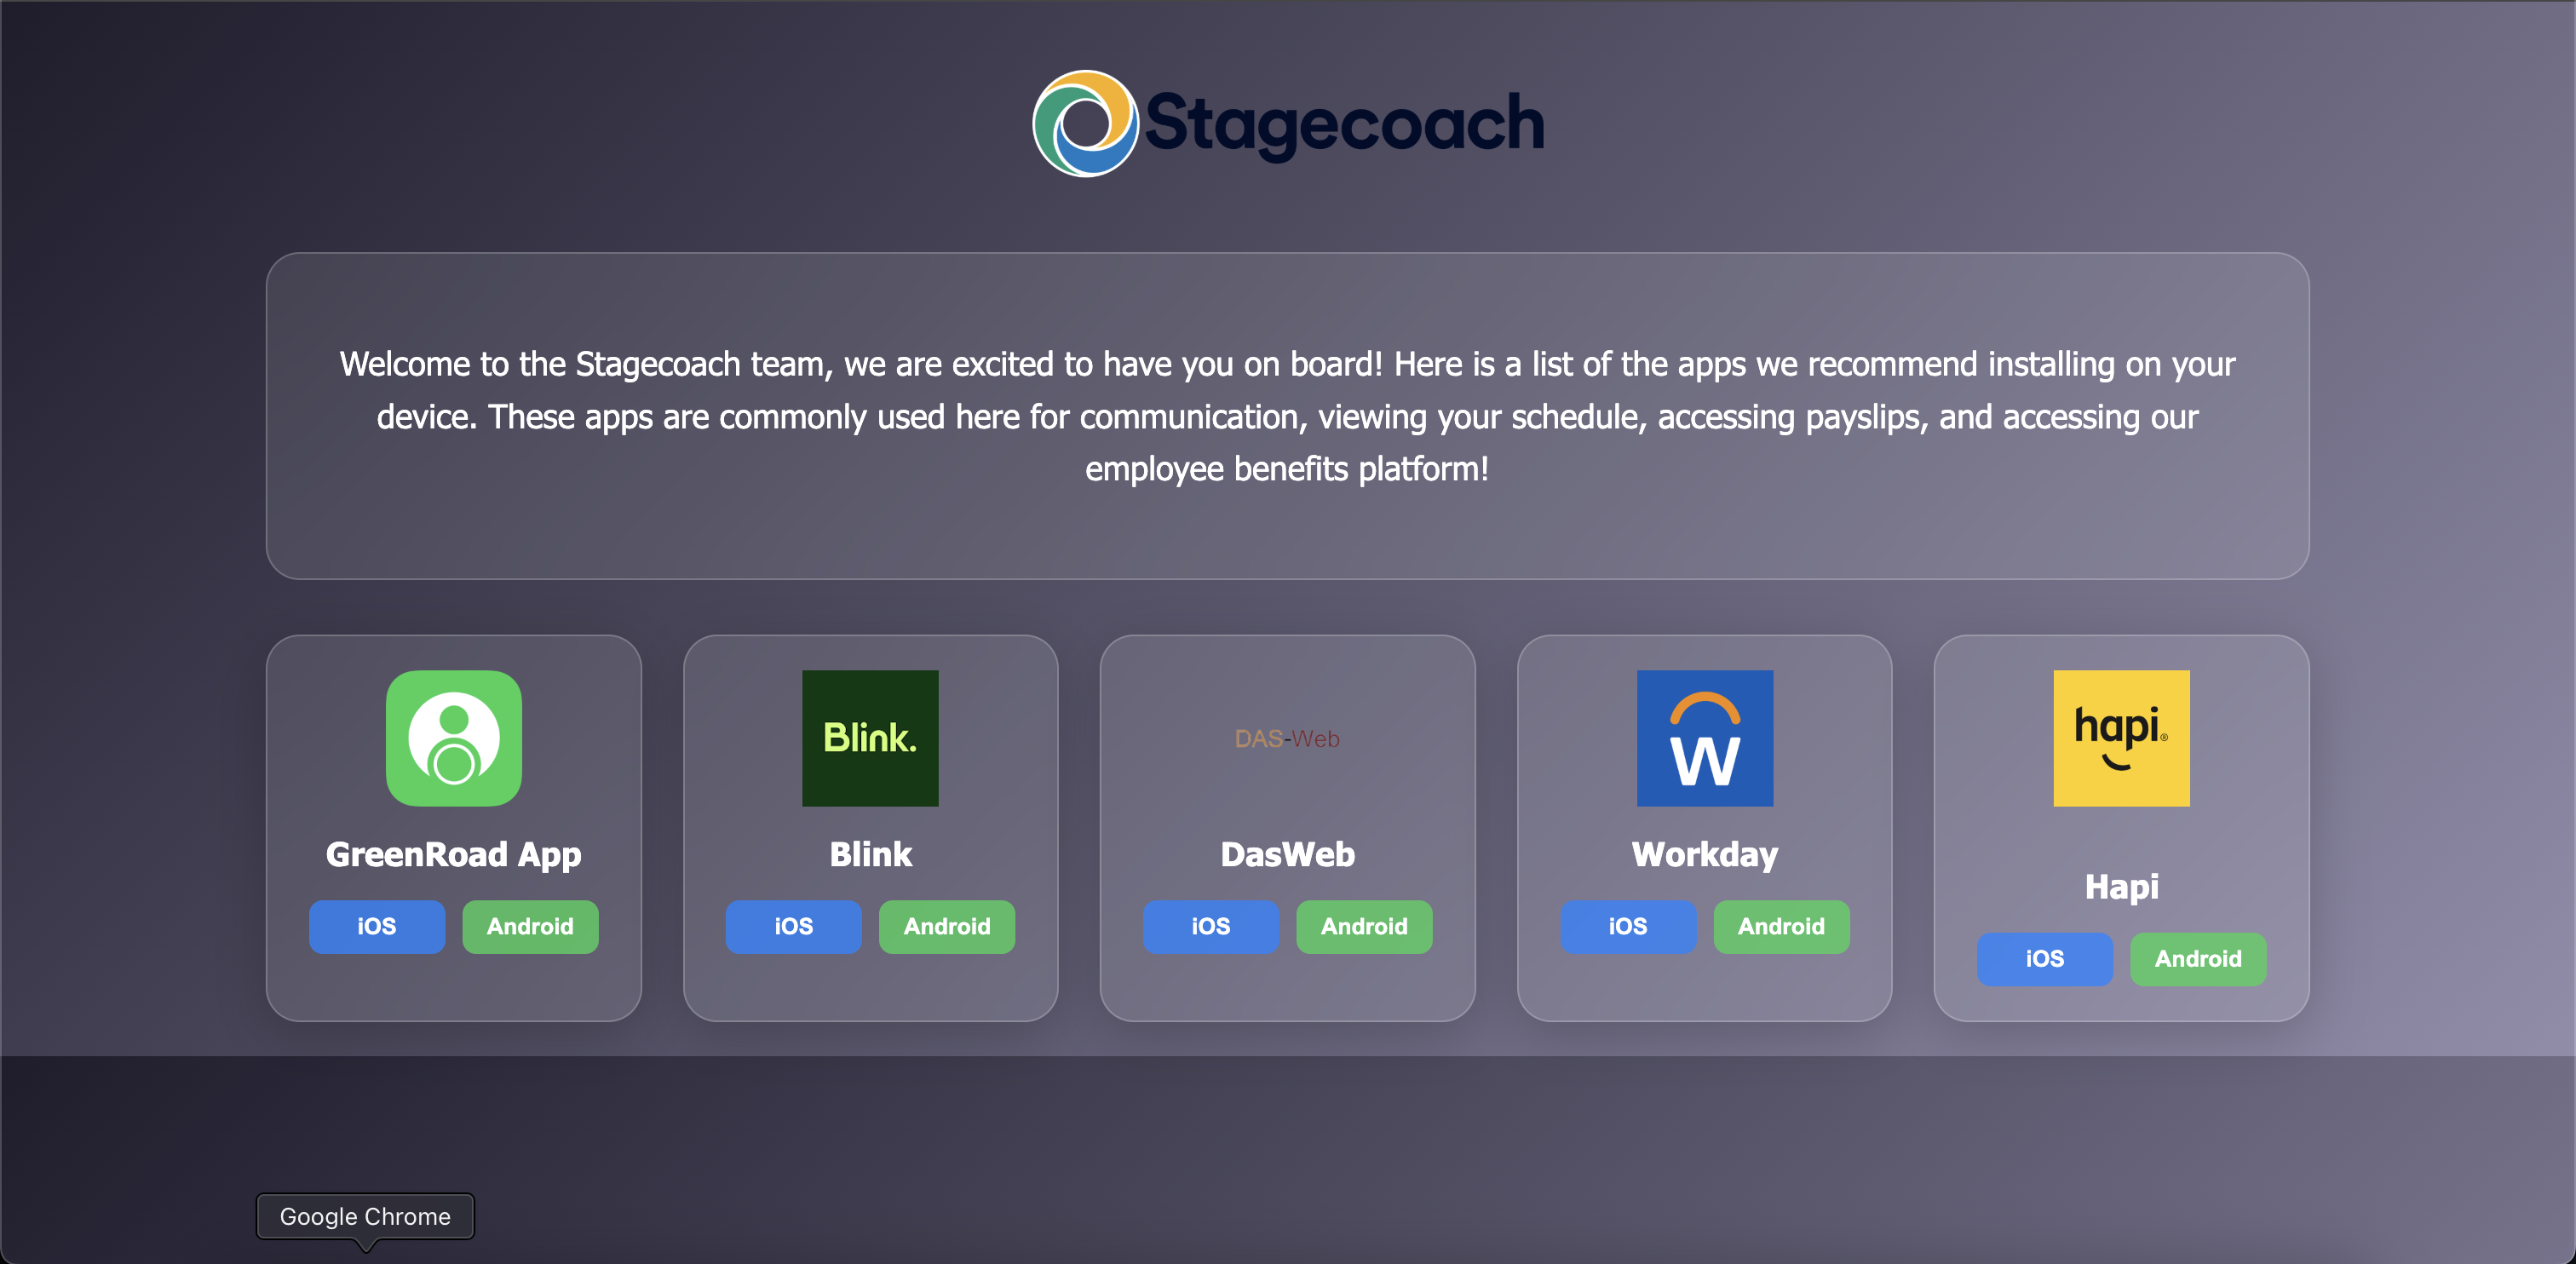 Stagecoach
Welcome to the Stagecoach team, we are excited to have you on board! Here is a list of the apps we recommend installing on your
device. These apps are commonly used here for communication, viewing your schedule, accessing payslips, and accessing our
employee benefits platform!
GreenRoad App
iOS Android
Blink.
Blink
iOS Android
DAS-Web
DasWeb
iOS Android
W
Workday
iOS Android
hapi®
Hapi
iOS Android
Google Chrome